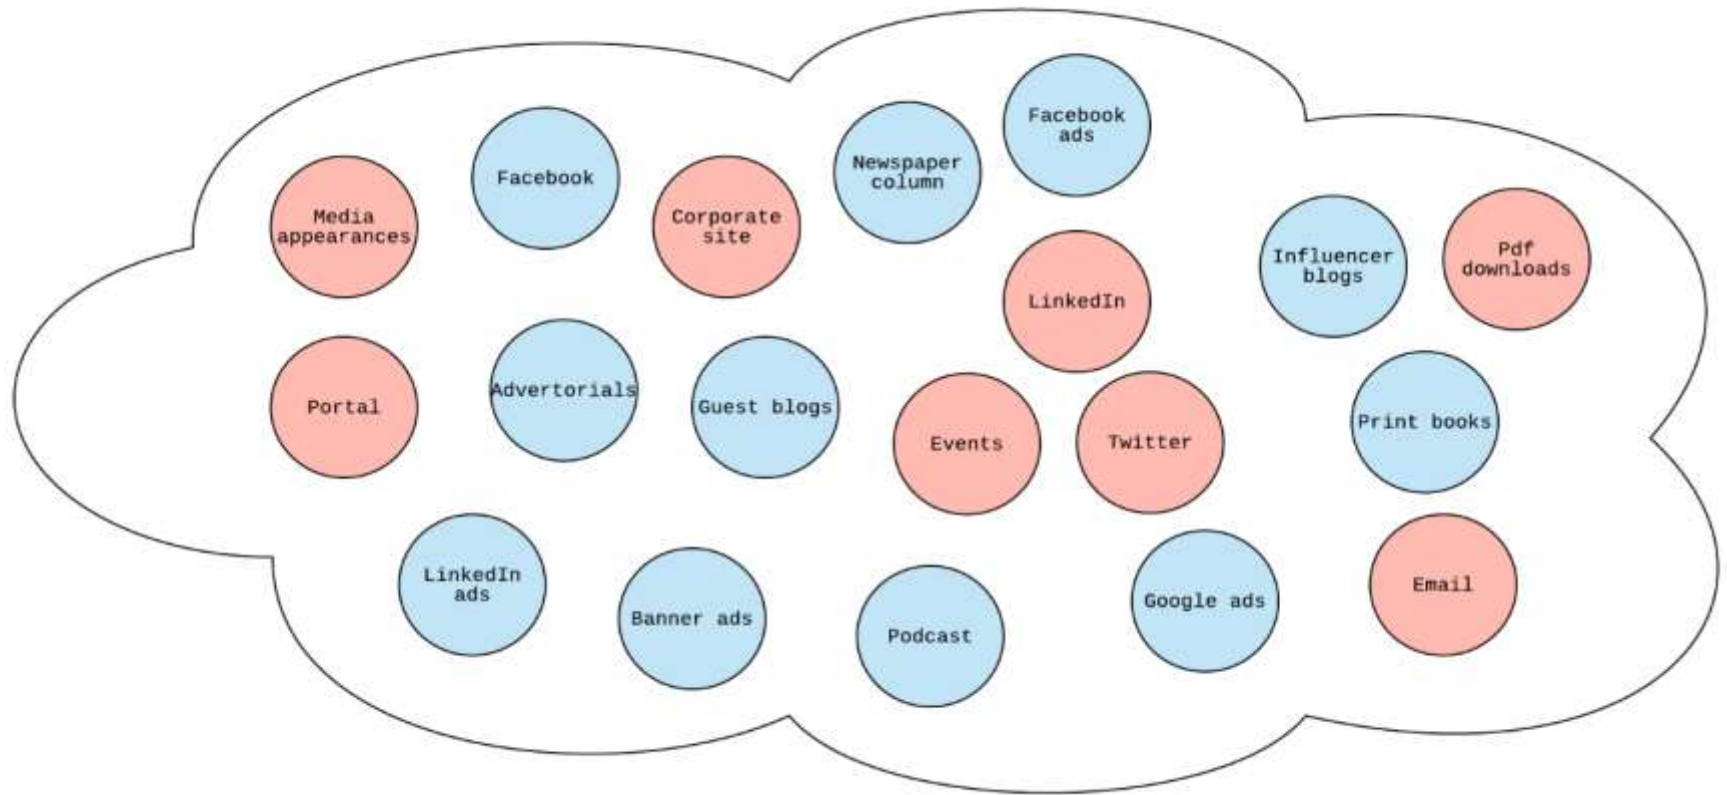 Facebook
ads
Newspaper
column
Facebook
Media
appearances
Corporate
site
Influencer
blogs
Pdf
downloads
LinkedIn
Portal
Advertorials
Guest blogs
Events
Twitter
Print books
LinkedIn
ads
Banner ads
Podcast
Google ads
Email